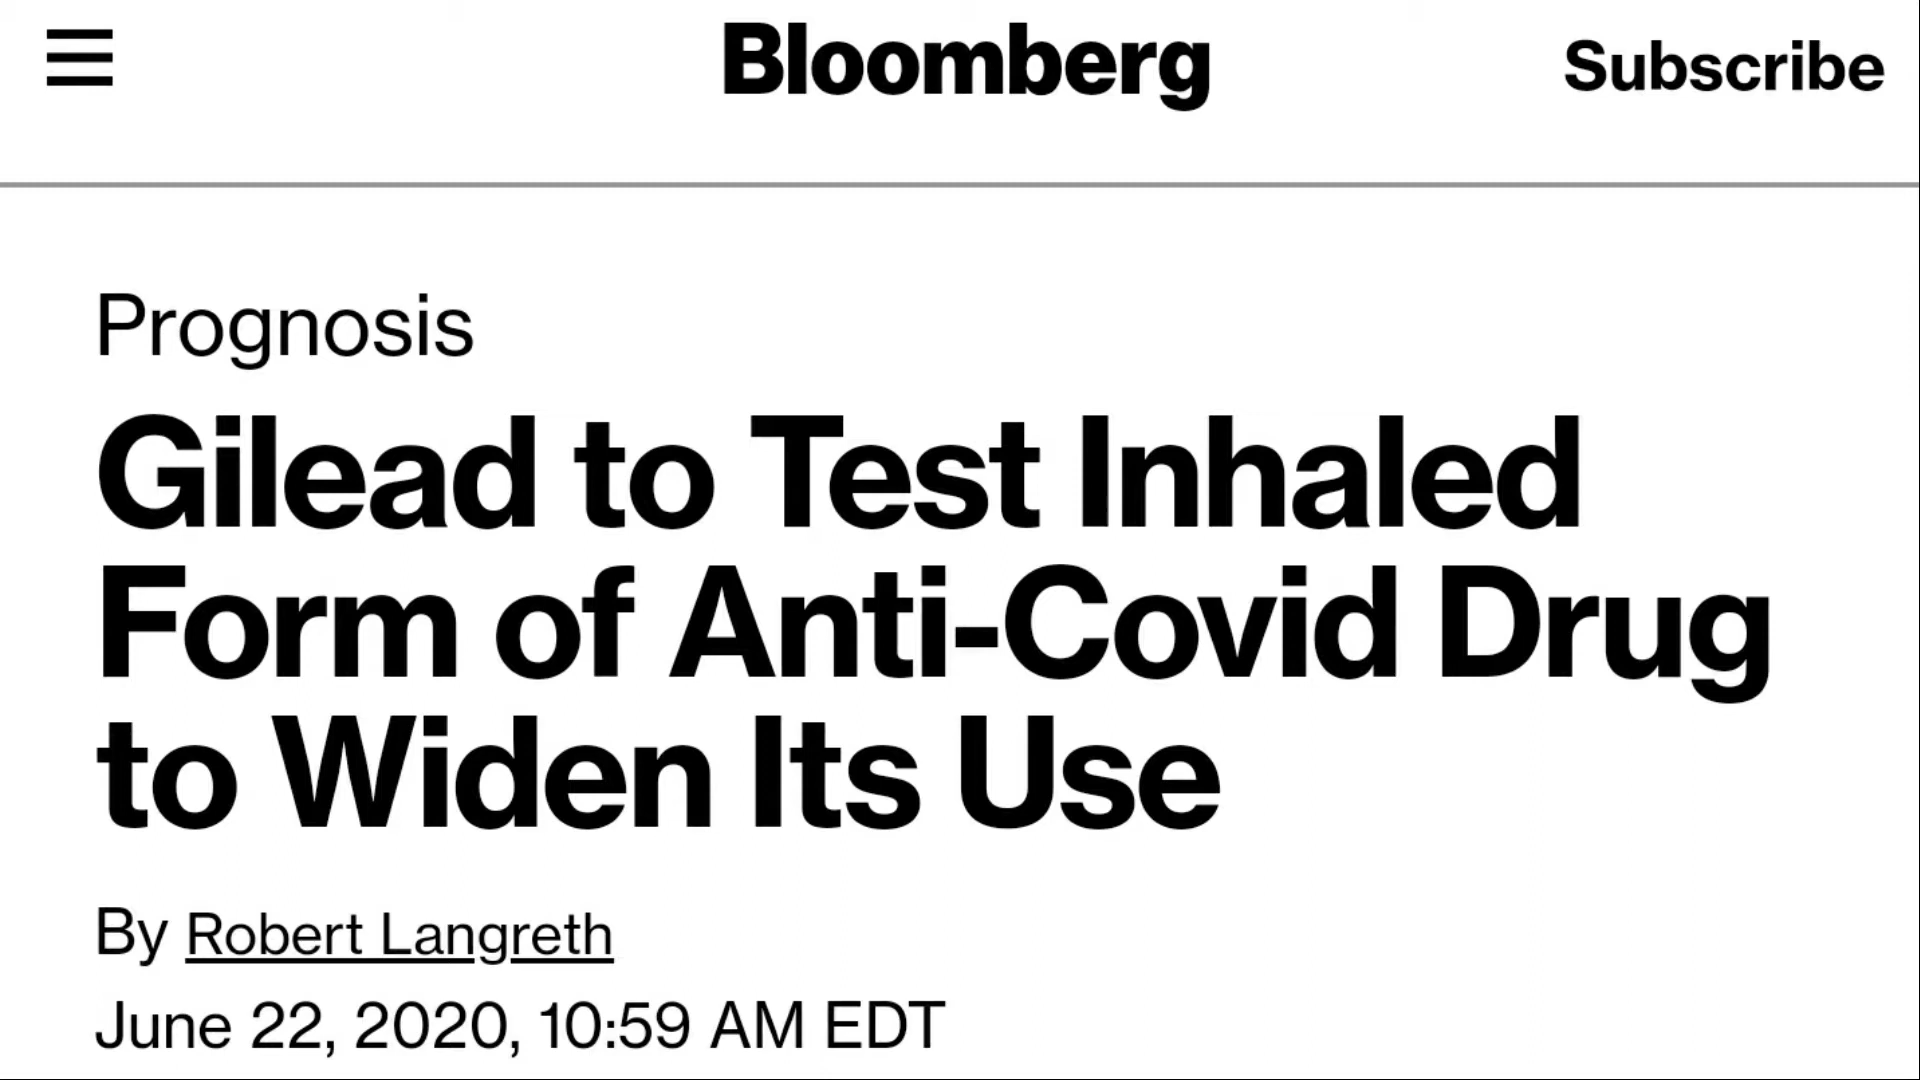 Bloomberg
Subscribe
Prognosis
Gilead to Test Inhaled
Form of Anti-Covid Drug
to Widen Its Use
By Robert Langreth
June 22, 2020, 10:59 AM EDT